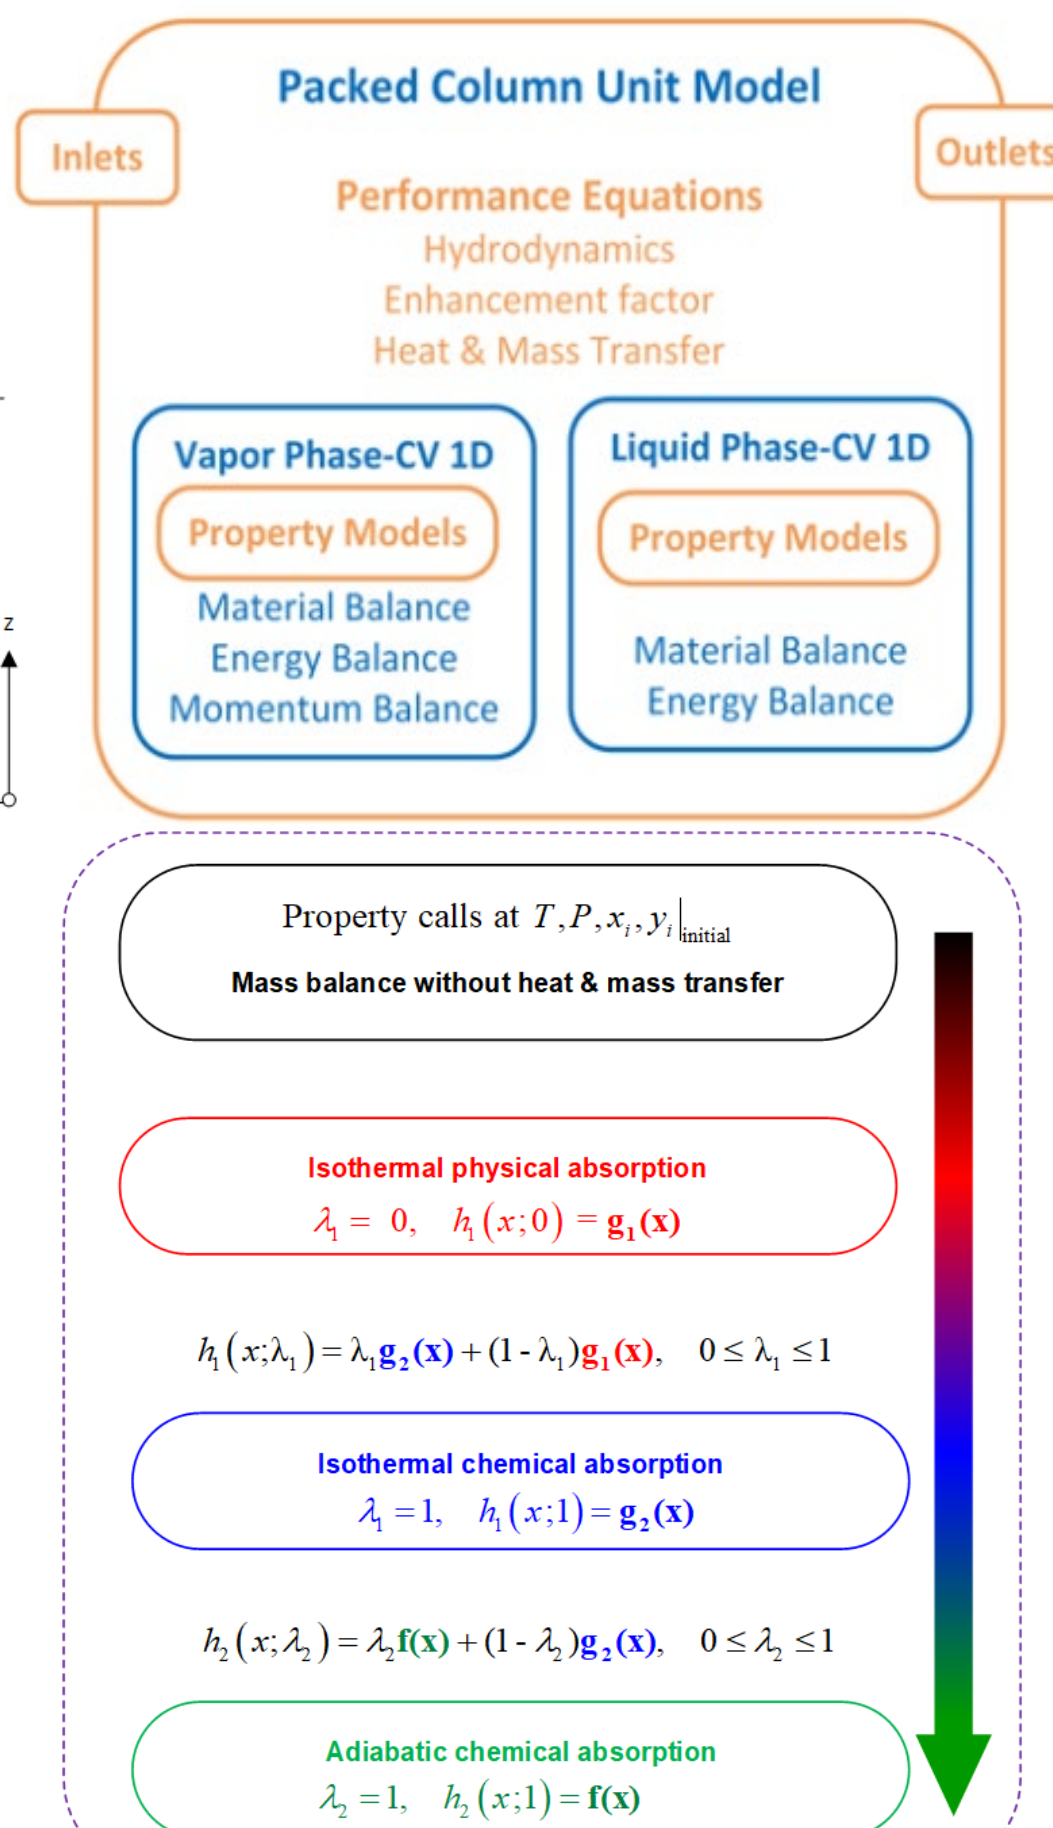 Packed Column Unit Model
Inlets
Outlets
Performance Equations
Hydrodynamics
Enhancement factor
Heat & Mass Transfer
Vapor Phase-CV 1D
Property Models
Material Balance
Energy Balance
Momentum Balance
Liquid Phase-CV 1D
Property Models
Material Balance
Energy Balance
z
Property calls at T, P, xᵢ, yᵢ|initial
Mass balance without heat & mass transfer
Isothermal physical absorption
λ₁ = 0, h₁(x;0) = g₁(x)
h₁(x;λ₁) = λ₁g₂(x) + (1 - λ₁)g₁(x), 0 ≤ λ₁ ≤ 1
Isothermal chemical absorption
λ₁ = 1, h₁(x;1) = g₂(x)
h₂(x;λ₂) = λ₂f(x) + (1 - λ₂)g₂(x), 0 ≤ λ₂ ≤ 1
Adiabatic chemical absorption
λ₂ = 1, h₂(x;1) = f(x)